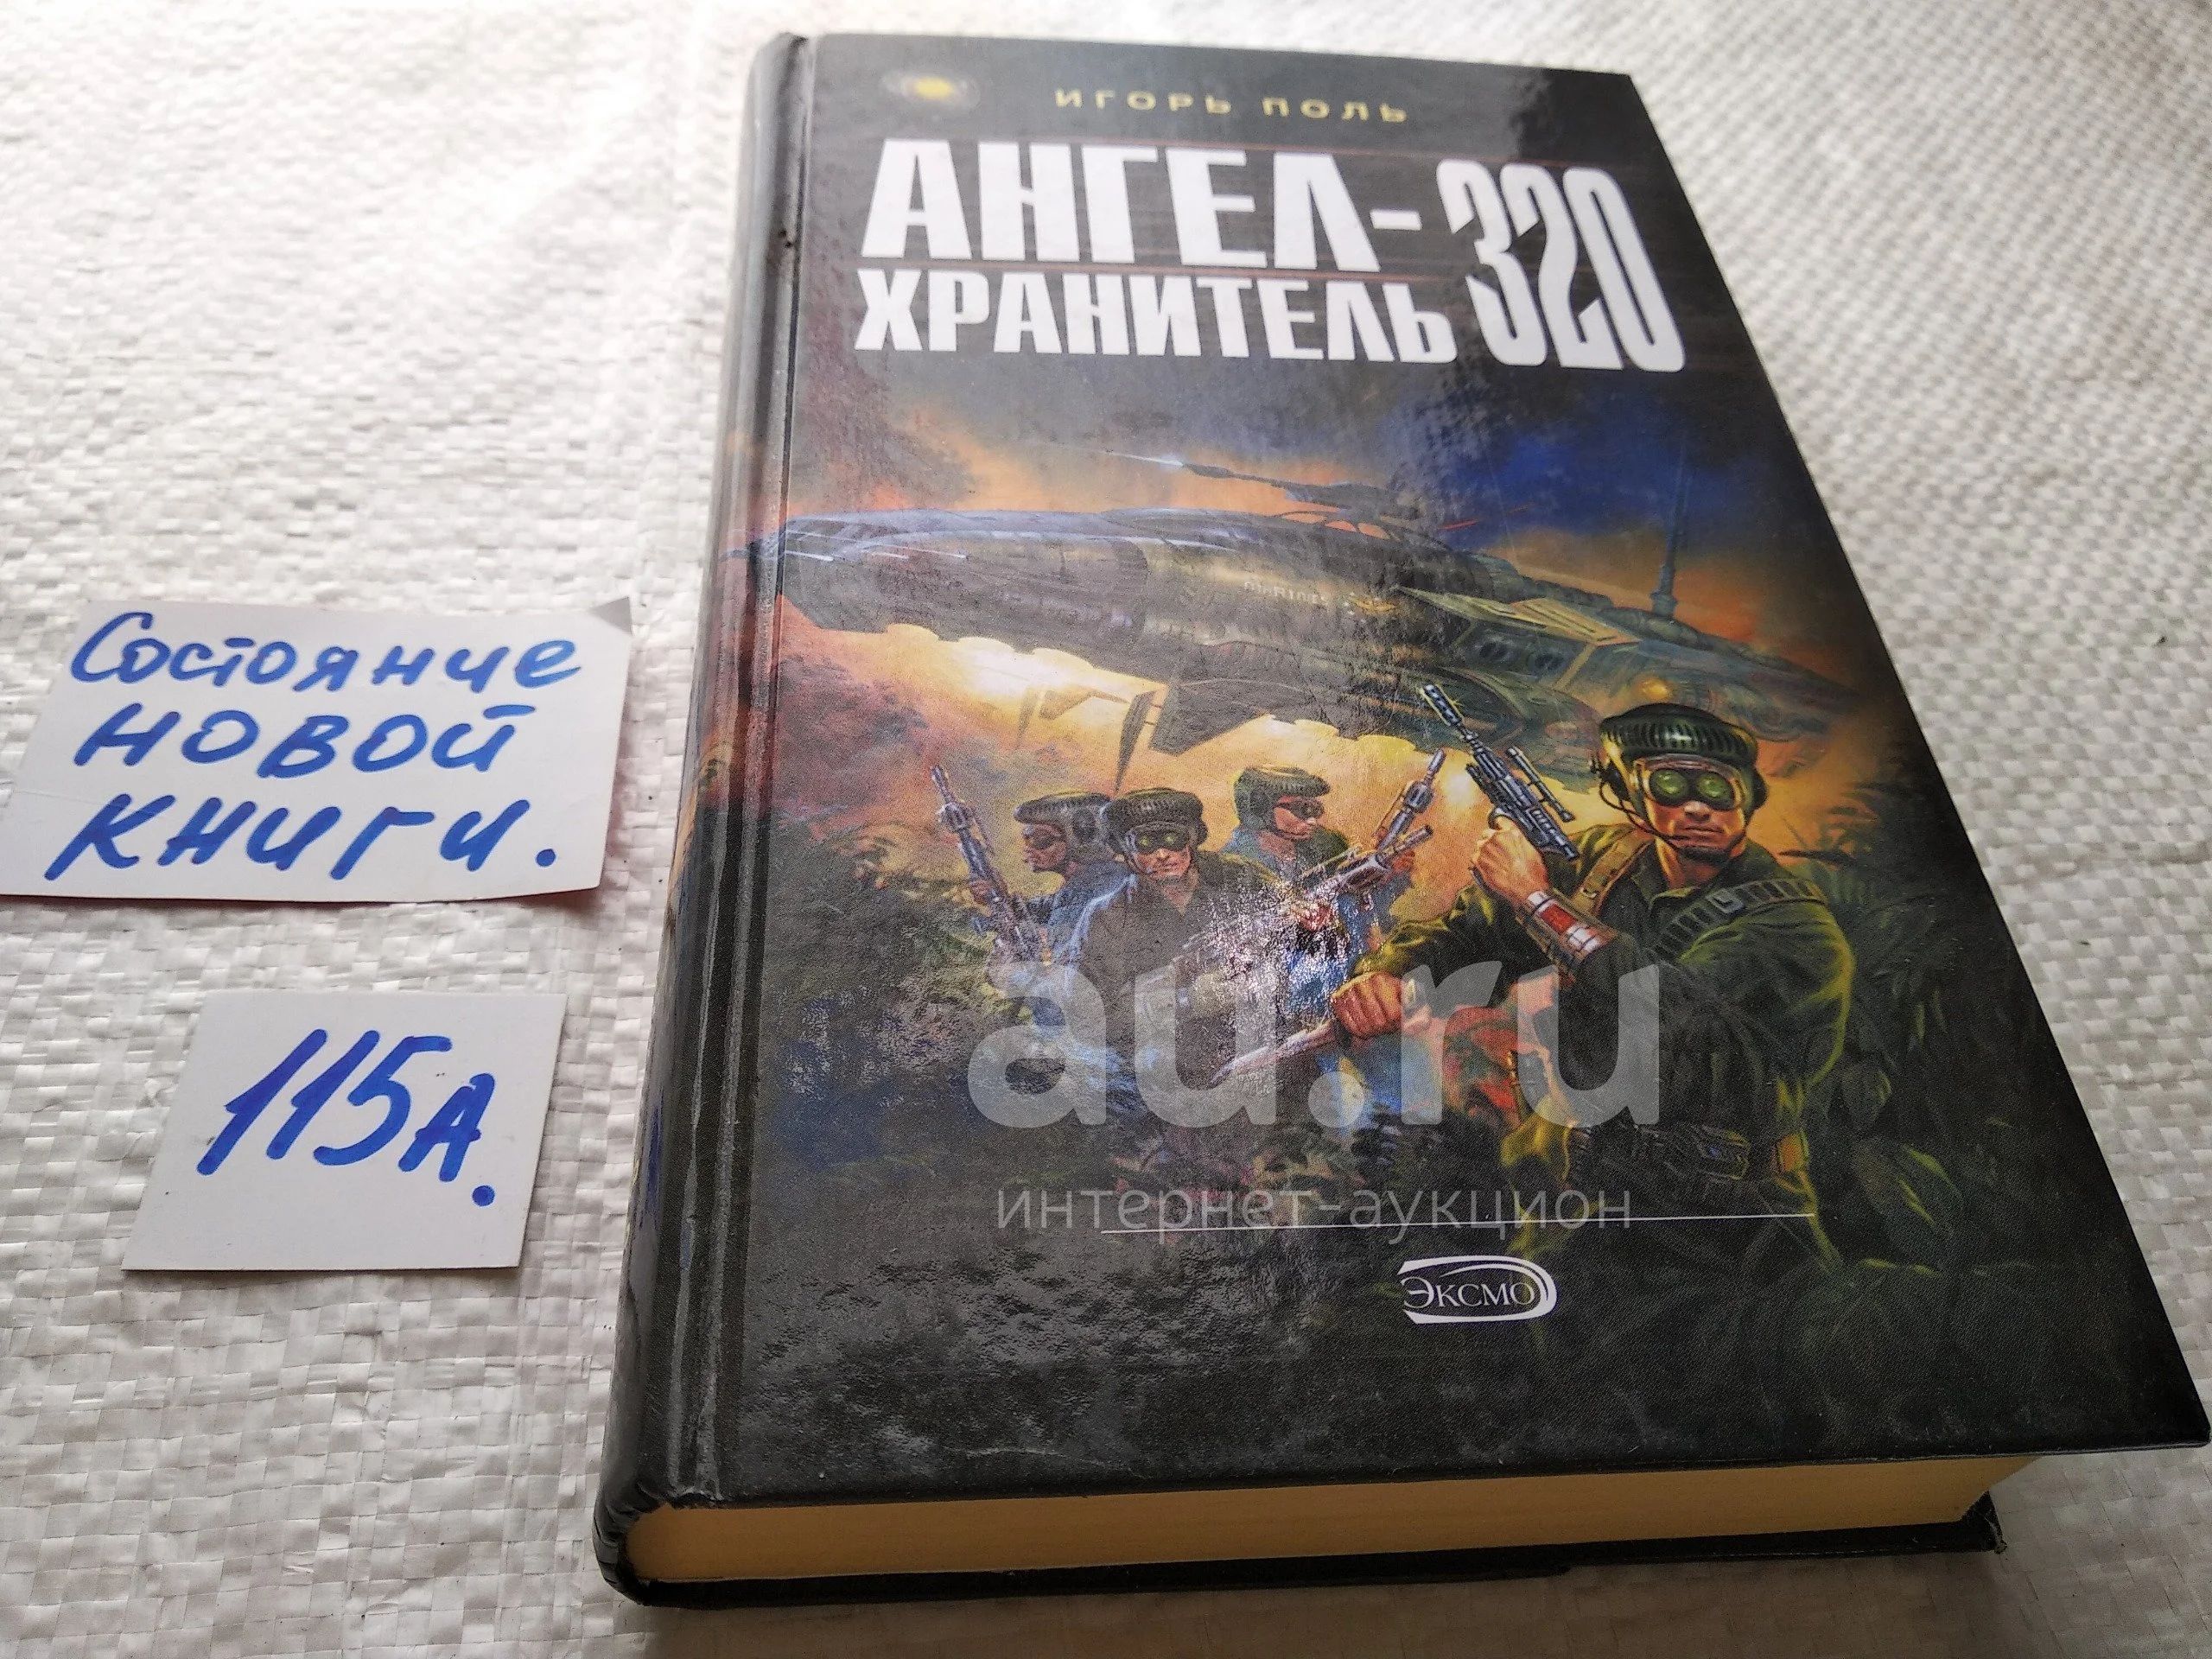 ИГОРЬ ПОЛЬ
АНГЕЛ-
ХРАНИТЕЛЬ
320
Состояние
новой
книги.
115А.
au.ru
интернет-аукцион
ЭКСМО